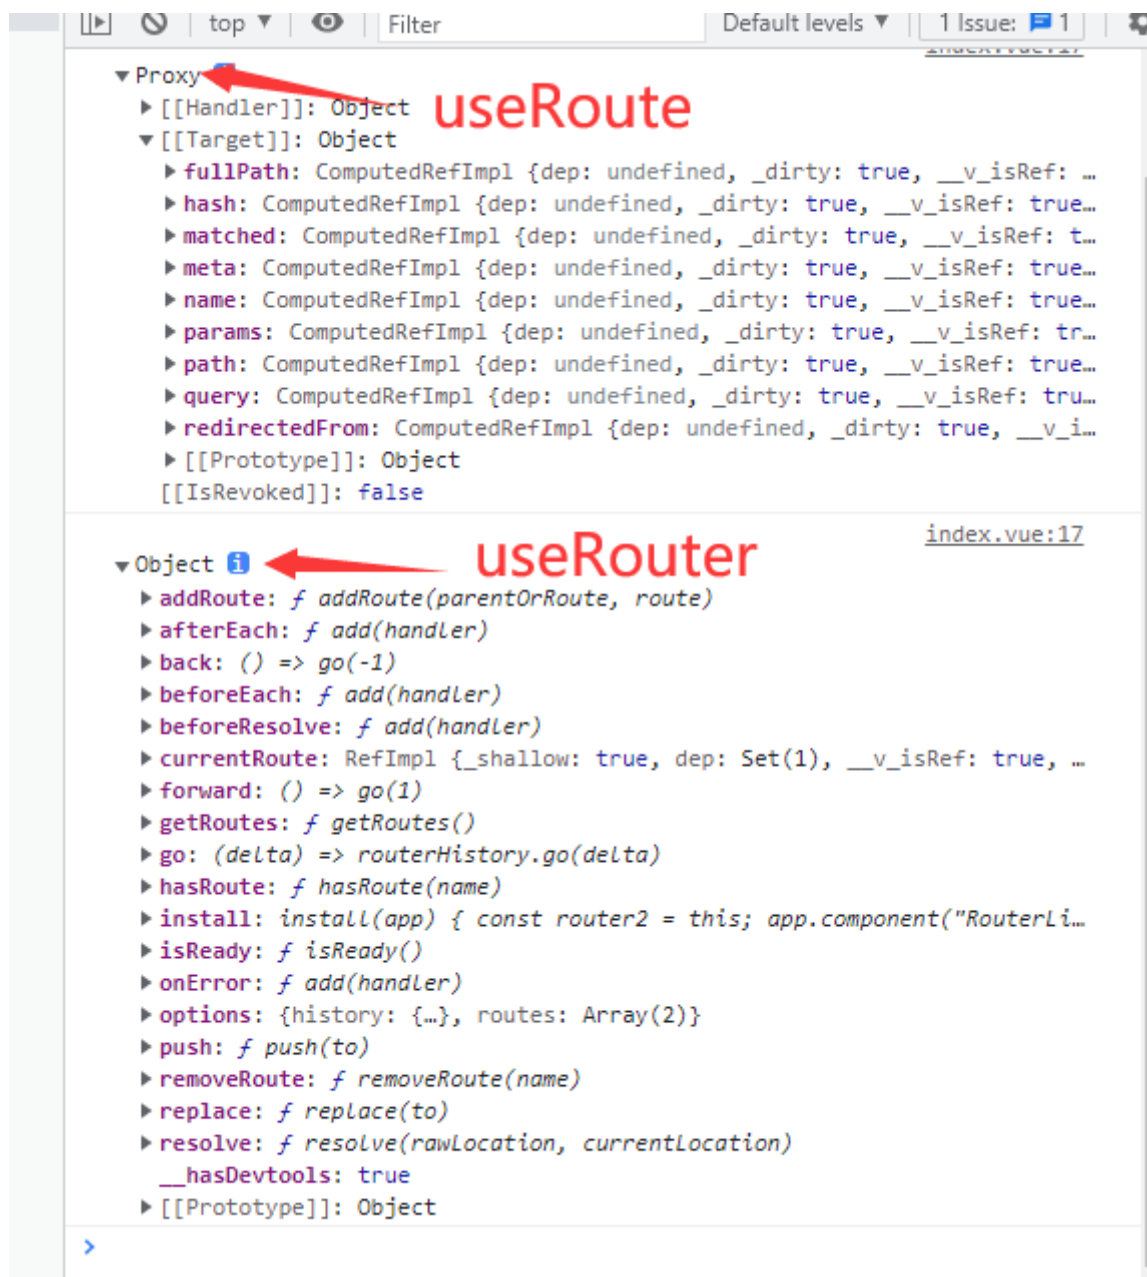 top ▼ Filter Default levels ▼ 1 Issue: 1
index.vue:17
▼Proxy i useRoute
▶[[Handler]]: Object
▼[[Target]]: Object
▶fullPath: ComputedRefImpl {dep: undefined, _dirty: true, __v_isRef: …
▶hash: ComputedRefImpl {dep: undefined, _dirty: true, __v_isRef: true…
▶matched: ComputedRefImpl {dep: undefined, _dirty: true, __v_isRef: t…
▶meta: ComputedRefImpl {dep: undefined, _dirty: true, __v_isRef: true…
▶name: ComputedRefImpl {dep: undefined, _dirty: true, __v_isRef: true…
▶params: ComputedRefImpl {dep: undefined, _dirty: true, __v_isRef: tr…
▶path: ComputedRefImpl {dep: undefined, _dirty: true, __v_isRef: true…
▶query: ComputedRefImpl {dep: undefined, _dirty: true, __v_isRef: tru…
▶redirectedFrom: ComputedRefImpl {dep: undefined, _dirty: true, __v_i…
▶[[Prototype]]: Object
[[IsRevoked]]: false
index.vue:17
▼Object i useRouter
▶addRoute: ƒ addRoute(parentOrRoute, route)
▶afterEach: ƒ add(handler)
▶back: () => go(-1)
▶beforeEach: ƒ add(handler)
▶beforeResolve: ƒ add(handler)
▶currentRoute: RefImpl {_shallow: true, dep: Set(1), __v_isRef: true, …
▶forward: () => go(1)
▶getRoutes: ƒ getRoutes()
▶go: (delta) => routerHistory.go(delta)
▶hasRoute: ƒ hasRoute(name)
▶install: install(app) { const router2 = this; app.component("RouterLi…
▶isReady: ƒ isReady()
▶onError: ƒ add(handler)
▶options: {history: {…}, routes: Array(2)}
▶push: ƒ push(to)
▶removeRoute: ƒ removeRoute(name)
▶replace: ƒ replace(to)
▶resolve: ƒ resolve(rawLocation, currentLocation)
__hasDevtools: true
▶[[Prototype]]: Object
>